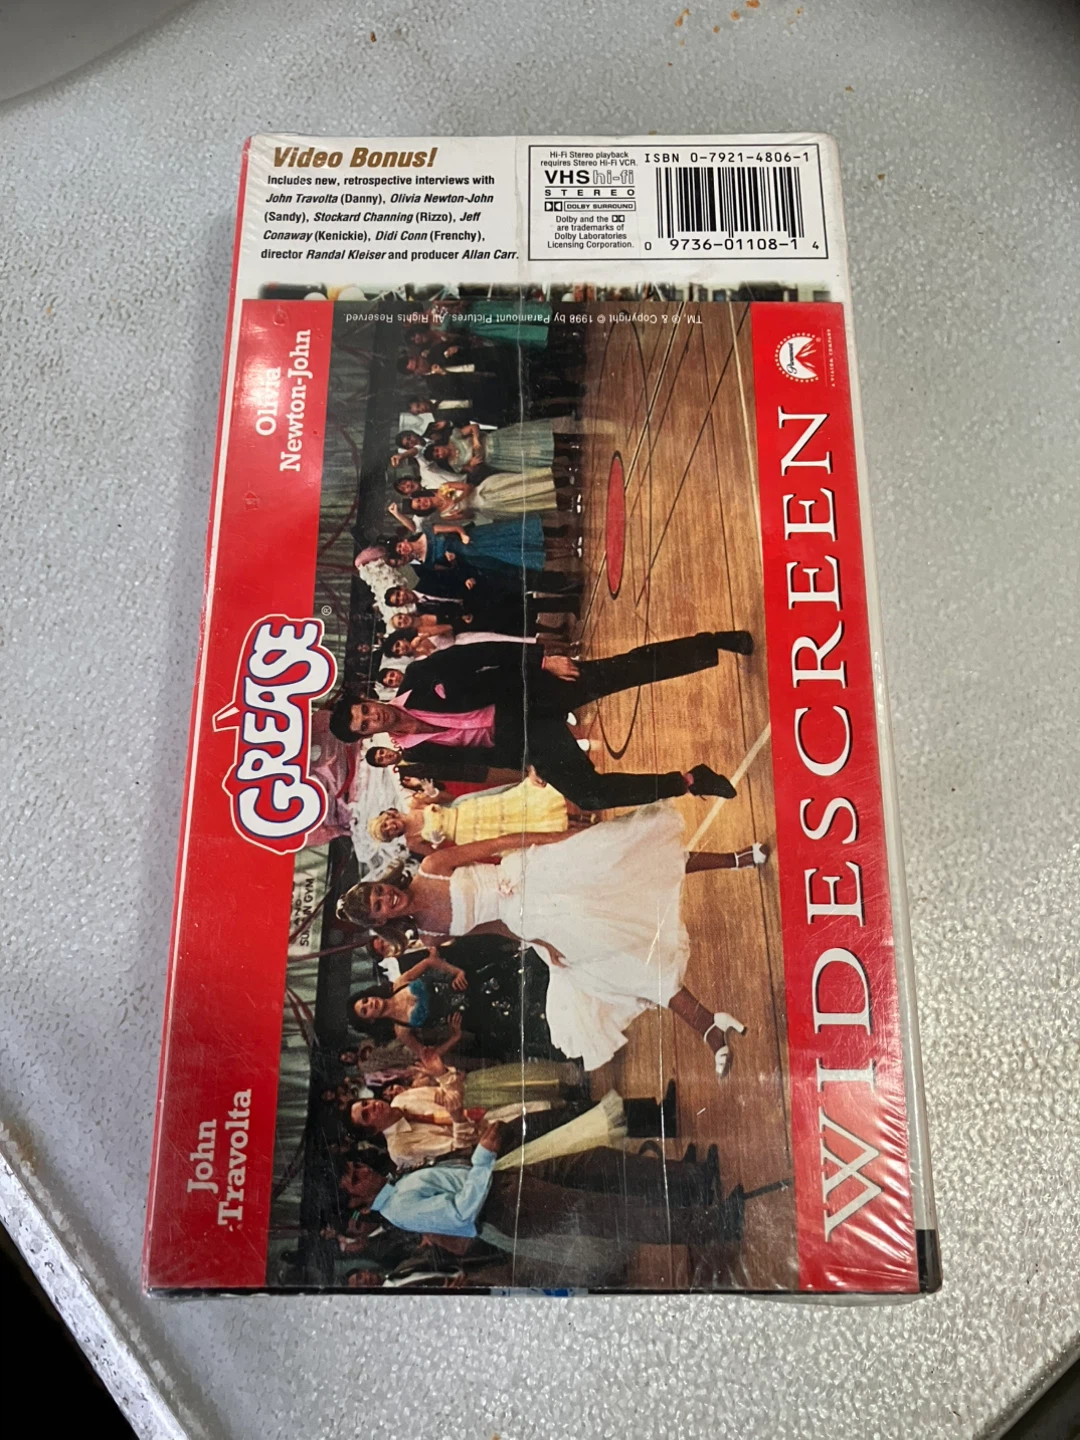 Video Bonus!
Includes new, retrospective interviews with
John Travolta (Danny), Olivia Newton-John
(Sandy), Stockard Channing (Rizzo), Jeff
Conaway (Kenickie), Didi Conn (Frenchy),
director Randal Kleiser and producer Allan Carr.
Hi-Fi Stereo playback
requires Stereo Hi-Fi VCR.
VHS hi-fi
STEREO
DOLBY SURROUND
Dolby and the
are trademarks of
Dolby Laboratories
Licensing Corporation.
ISBN 0-7921-4806-1
0 9736-01108-1 4
TM, ® & Copyright © 1998 by Paramount Pictures. All Rights Reserved.
John
Travolta
GREASE®
Olivia
Newton-John
GYM
WIDESCREEN
Paramount®
A VIACOM COMPANY